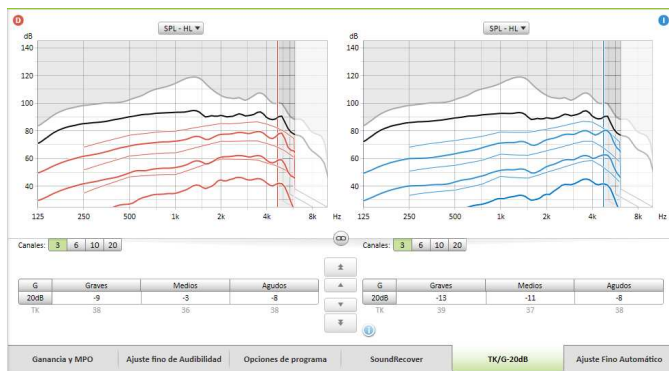 D
I
SPL - HL ▼
SPL - HL ▼
dB
dB
140
140
120
120
100
100
80
80
60
60
40
40
125 250 500 1k 2k 4k 8k Hz
125 250 500 1k 2k 4k 8k Hz
Canales: 3 6 10 20
Canales: 3 6 10 20
G Graves Medios Agudos
20dB -9 -3 -8
TK 38 36 38
G Graves Medios Agudos
20dB -13 -11 -8
TK 39 37 38
i
Ganancia y MPO Ajuste fino de Audibilidad Opciones de programa SoundRecover TK/G-20dB Ajuste Fino Automático